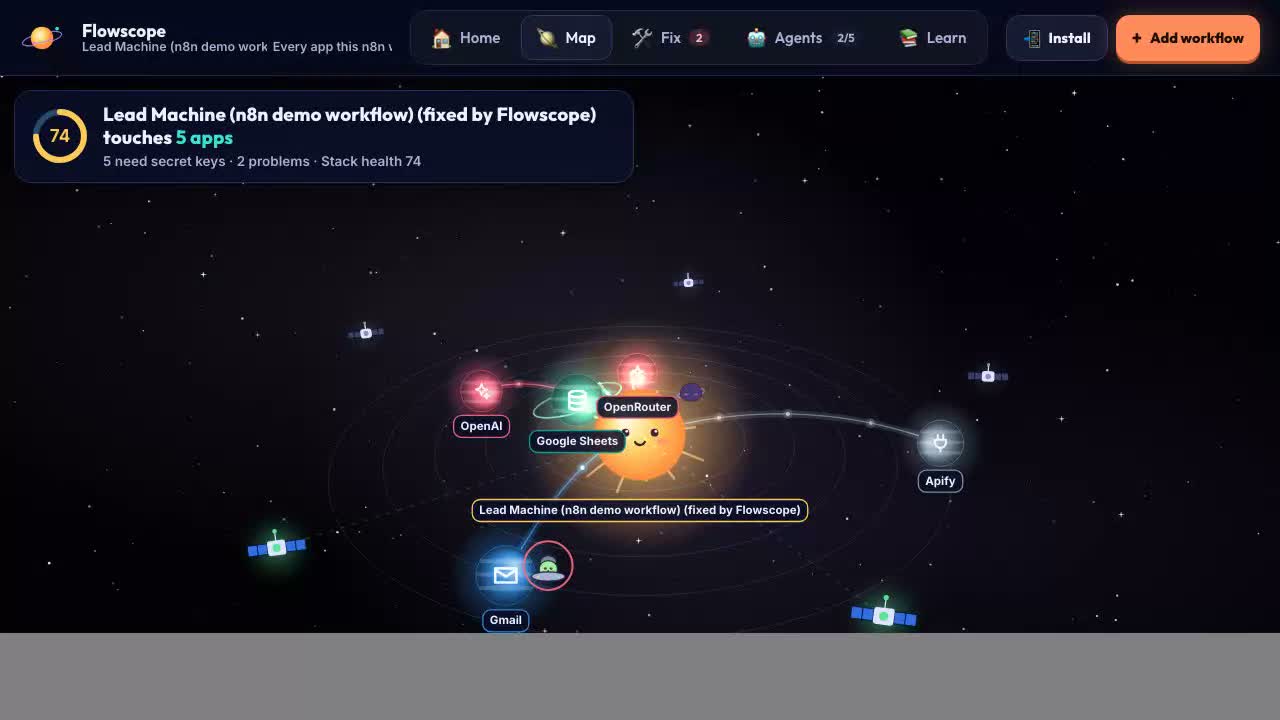 Flowscope
Lead Machine (n8n demo work Every app this n8n
Home
Map
Fix 2
Agents 2/5
Learn
Install
+ Add workflow
74
Lead Machine (n8n demo workflow) (fixed by Flowscope)
touches 5 apps
5 need secret keys · 2 problems · Stack health 74
OpenRouter
OpenAI
Google Sheets
Apify
Lead Machine (n8n demo workflow) (fixed by Flowscope)
Gmail